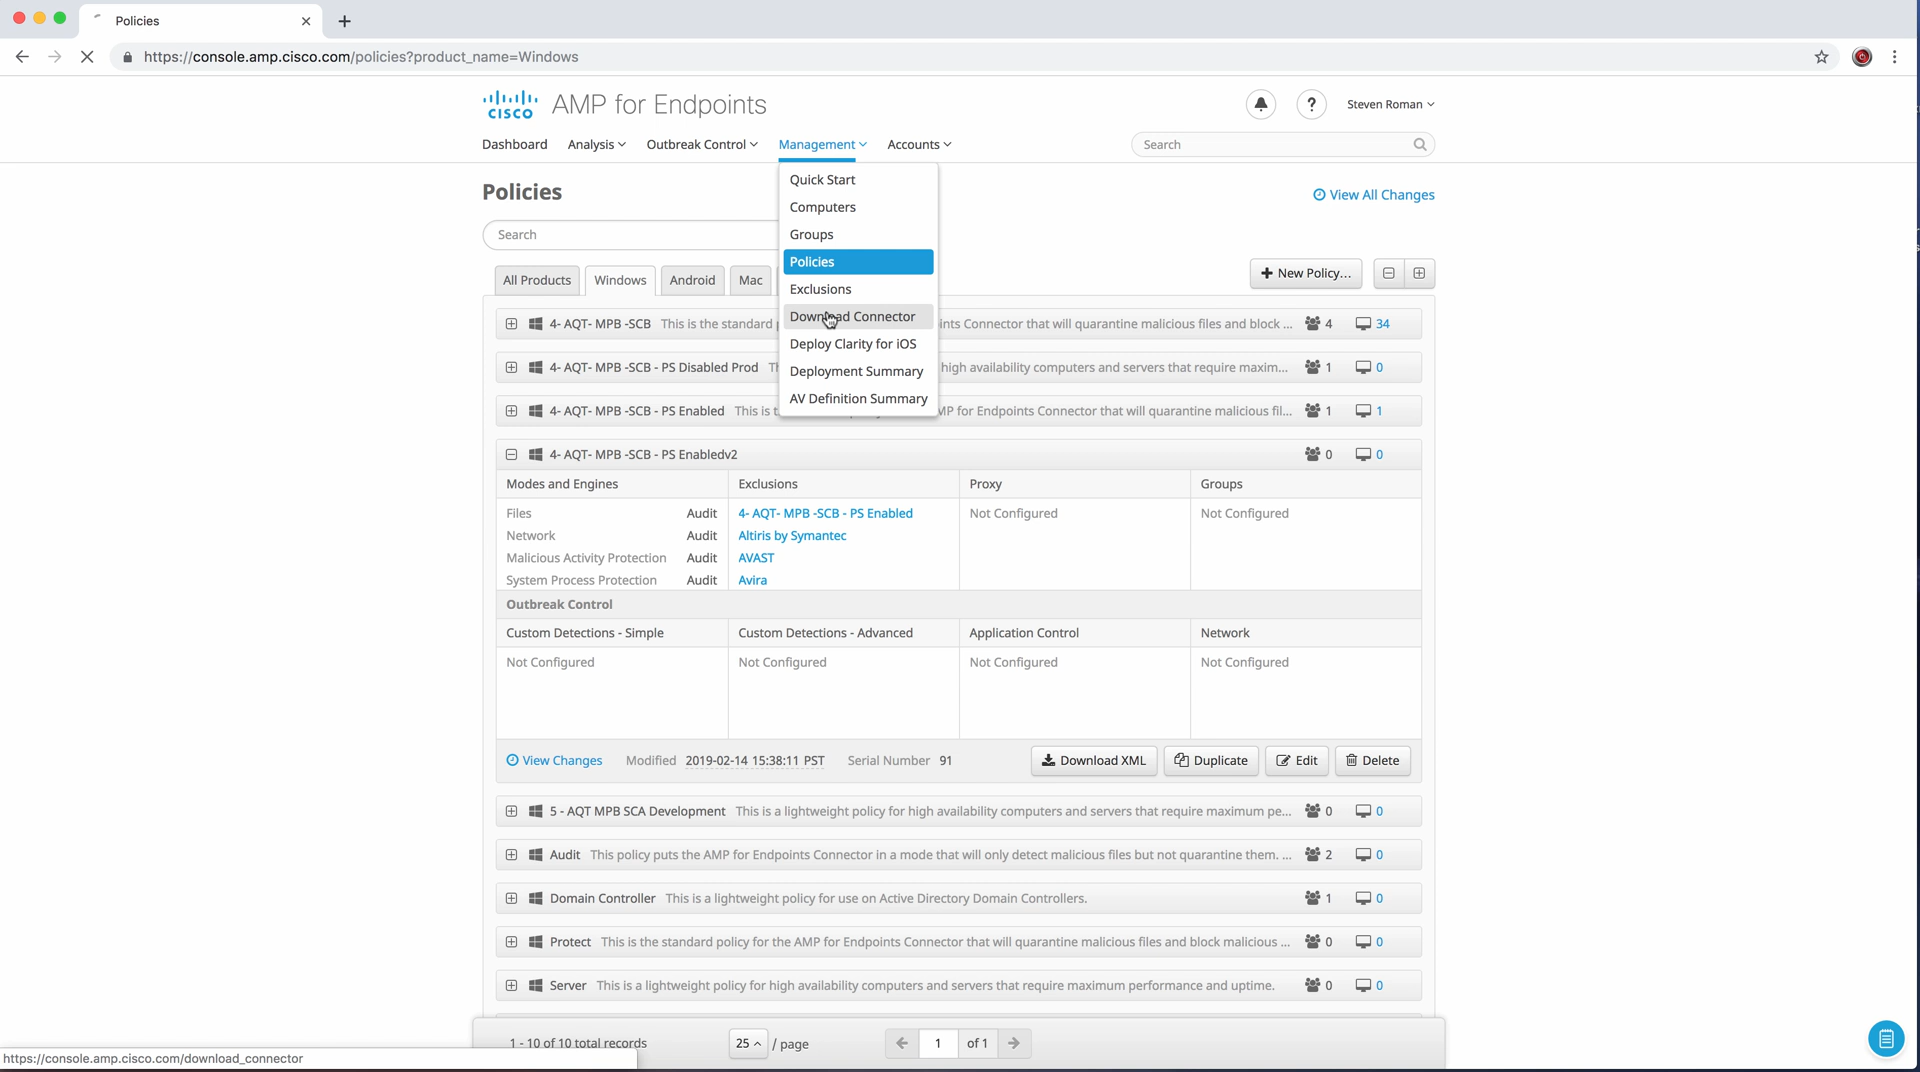 Policies
https://console.amp.cisco.com/policies?product_name=Windows
cisco AMP for Endpoints
? Steven Roman
Dashboard Analysis Outbreak Control Management Accounts Search
Quick Start
Computers
Groups
Policies
Exclusions
Download Connector
Deploy Clarity for iOS
Deployment Summary
AV Definition Summary
Policies View All Changes
Search
All Products Windows Android Mac New Policy...
4- AQT- MPB -SCB This is the standard nts Connector that will quarantine malicious files and block ... 4 34
4- AQT- MPB -SCB - PS Disabled Prod high availability computers and servers that require maxim... 1 0
4- AQT- MPB -SCB - PS Enabled This is MP for Endpoints Connector that will quarantine malicious fil... 1 1
4- AQT- MPB -SCB - PS Enabledv2 0 0
Modes and Engines Exclusions Proxy Groups
Files Audit 4- AQT- MPB -SCB - PS Enabled Not Configured Not Configured
Network Audit Altiris by Symantec
Malicious Activity Protection Audit AVAST
System Process Protection Audit Avira
Outbreak Control
Custom Detections - Simple Custom Detections - Advanced Application Control Network
Not Configured Not Configured Not Configured Not Configured
View Changes Modified 2019-02-14 15:38:11 PST Serial Number 91 Download XML Duplicate Edit Delete
5 - AQT MPB SCA Development This is a lightweight policy for high availability computers and servers that require maximum pe... 0 0
Audit This policy puts the AMP for Endpoints Connector in a mode that will only detect malicious files but not quarantine them. ... 2 0
Domain Controller This is a lightweight policy for use on Active Directory Domain Controllers. 1 0
Protect This is the standard policy for the AMP for Endpoints Connector that will quarantine malicious files and block malicious ... 0 0
Server This is a lightweight policy for high availability computers and servers that require maximum performance and uptime. 0 0
1 - 10 of 10 total records 25 / page 1 of 1
https://console.amp.cisco.com/download_connector